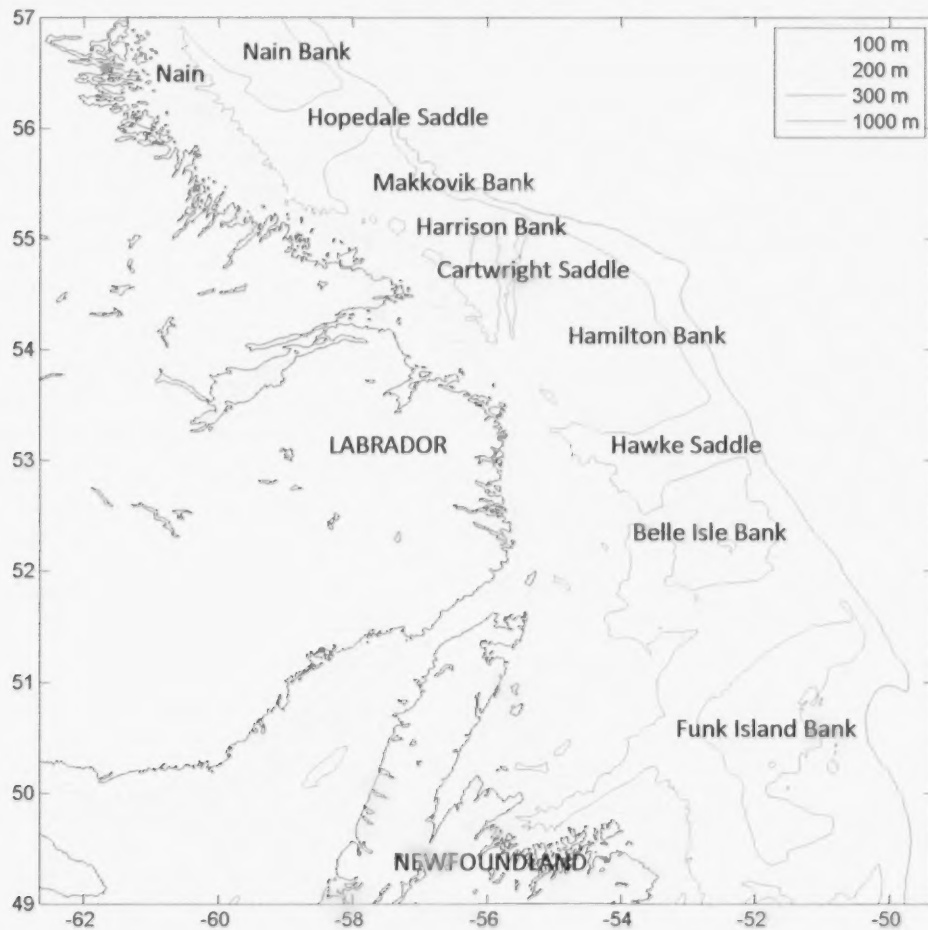 57
56
55
54
53
52
51
50
49
-62
-60
-58
-56
-54
-52
-50
100 m
200 m
300 m
1000 m
Nain Bank
Nain
Hopedale Saddle
Makkovik Bank
Harrison Bank
Cartwright Saddle
Hamilton Bank
LABRADOR
Hawke Saddle
Belle Isle Bank
Funk Island Bank
NEWFOUNDLAND